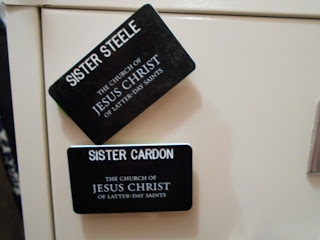 SISTER STEELE
THE CHURCH OF
JESUS CHRIST
OF LATTER-DAY SAINTS
SISTER CARDON
THE CHURCH OF
JESUS CHRIST
OF LATTER-DAY SAINTS